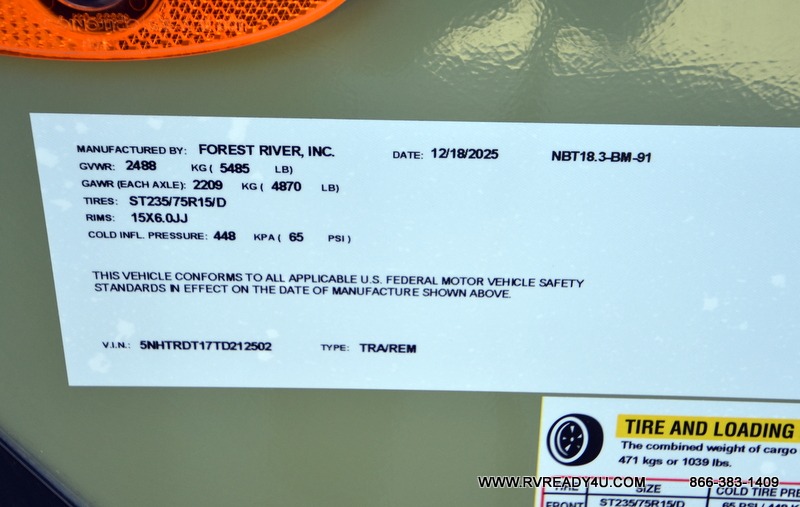 MANUFACTURED BY: FOREST RIVER, INC. DATE: 12/18/2025 NBT18.3-BM-91
GVWR: 2488 KG ( 5485 LB)
GAWR (EACH AXLE): 2209 KG ( 4870 LB)
TIRES: ST235/75R15/D
RIMS: 15X6.0JJ
COLD INFL. PRESSURE: 448 KPA ( 65 PSI )
THIS VEHICLE CONFORMS TO ALL APPLICABLE U.S. FEDERAL MOTOR VEHICLE SAFETY
STANDARDS IN EFFECT ON THE DATE OF MANUFACTURE SHOWN ABOVE.
V.I.N.: 5NHTRDT17TD212502 TYPE: TRA/REM
TIRE AND LOADING
The combined weight of cargo
471 kgs or 1039 lbs.
WWW.RVREADY4U.COM 866-383-1409
TIRE SIZE COLD TIRE PRE
FRONT ST235/75R15/D 65 PSI / 448 K